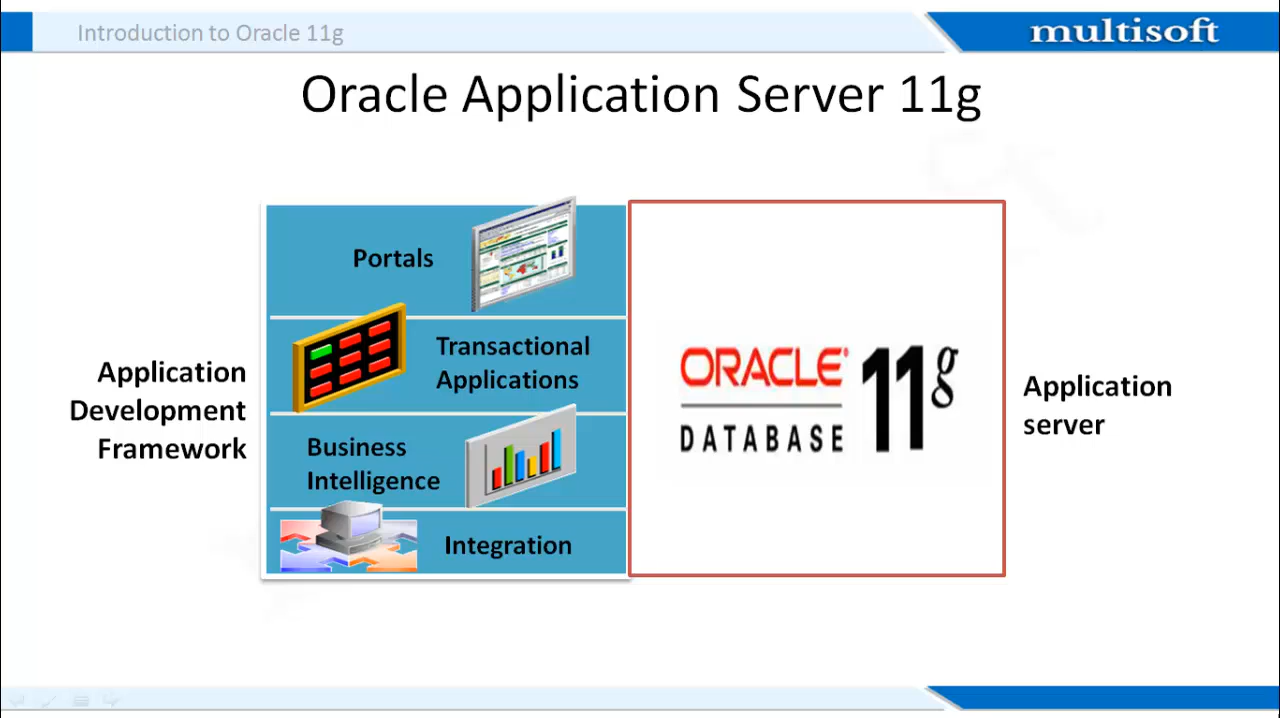 Introduction to Oracle 11g
multisoft
Oracle Application Server 11g
Portals
Transactional
Applications
Business
Intelligence
Integration
Application
Development
Framework
ORACLE®
DATABASE
11g
Application
server